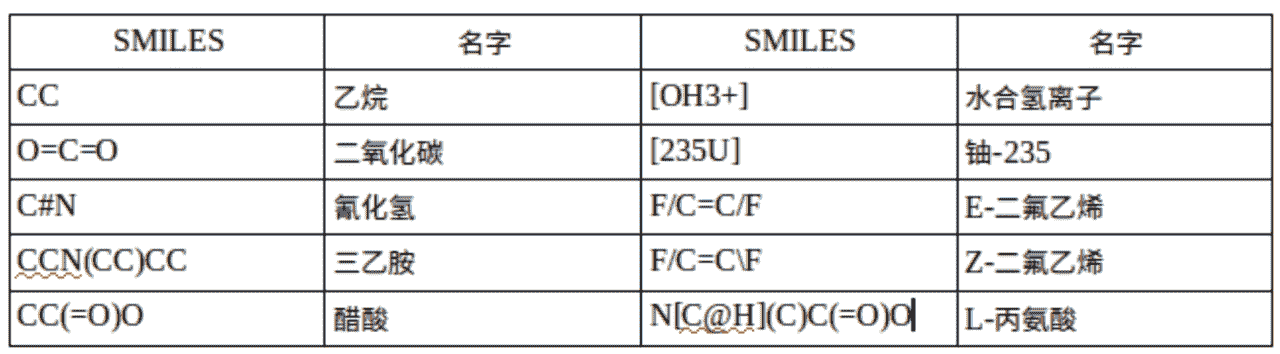 SMILES 名字 SMILES 名字
CC 乙烷 [OH3+] 水合氢离子
O=C=O 二氧化碳 [235U] 铀-235
C#N 氰化氢 F/C=C/F E-二氟乙烯
CCN(CC)CC 三乙胺 F/C=C\F Z-二氟乙烯
CC(=O)O 醋酸 N[C@H](C)C(=O)O L-丙氨酸